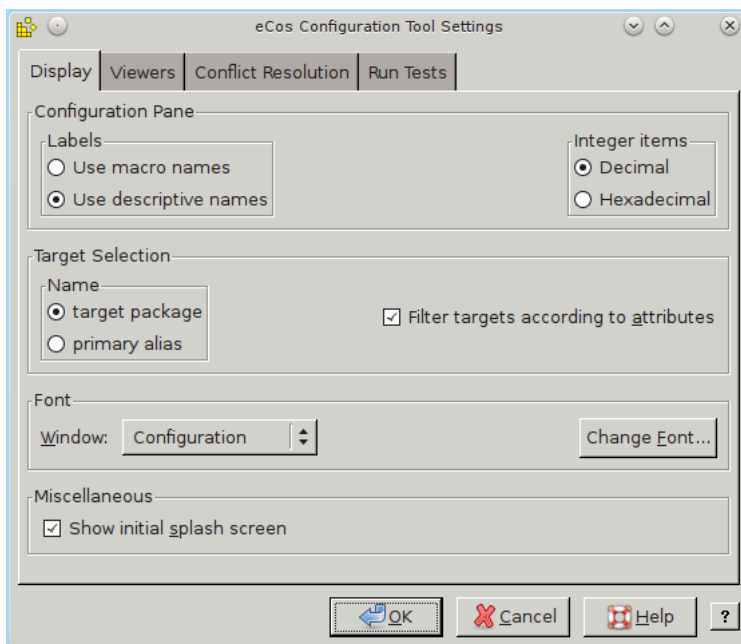 eCos Configuration Tool Settings
Display Viewers Conflict Resolution Run Tests
Configuration Pane
Labels Integer items
Use macro names Decimal
Use descriptive names Hexadecimal
Target Selection
Name
target package Filter targets according to attributes
primary alias
Font
Window: Configuration Change Font...
Miscellaneous
Show initial splash screen
OK Cancel Help ?